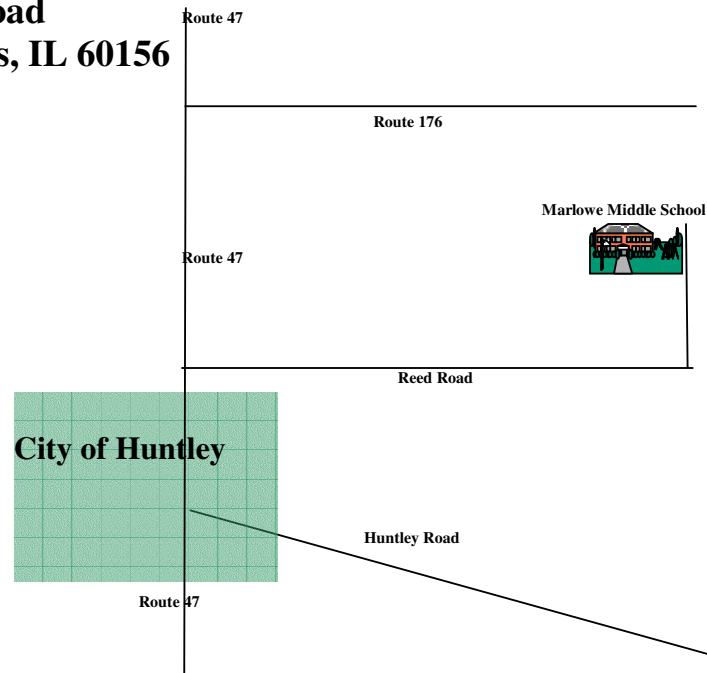 oad
s, IL 60156
Route 47
Route 176
Marlowe Middle School
Route 47
Reed Road
City of Huntley
Huntley Road
Route 47